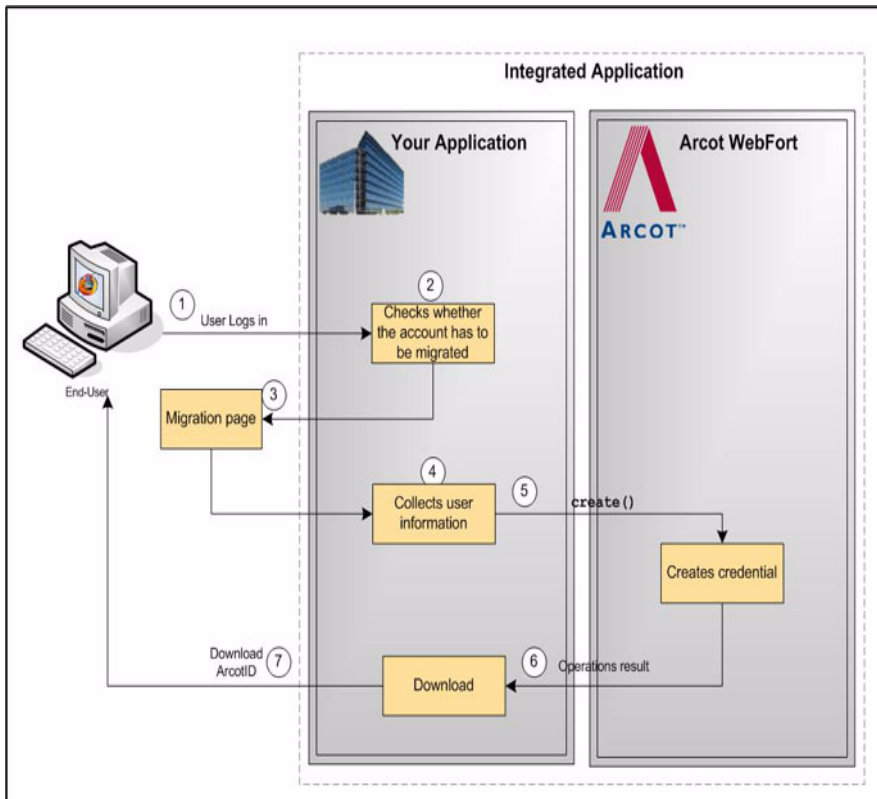 Integrated Application
Your Application
Arcot WebFort
ARCOT™
1
User Logs in
2
Checks whether
the account has to
be migrated
End-User
3
Migration page
4
Collects user
information
5
create()
Creates credential
6
Operations result
Download
7
Download
ArcotID